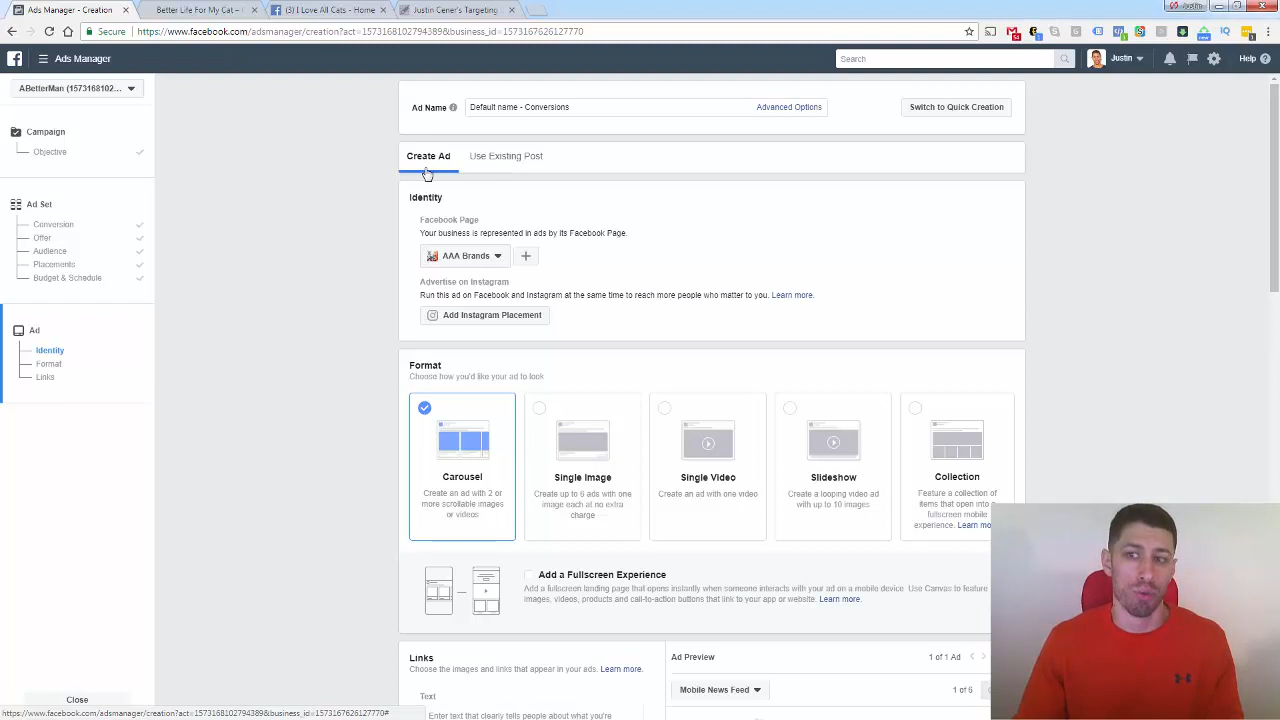 Ads Manager - Creation
Better Life For My Cat –
(3) I Love All Cats - Home
Justin Cener's Targeting
Justin
Secure
https://www.facebook.com/adsmanager/creation?act=1573168102794389&business_id=1573167626127770
Ads Manager
Search
Justin
Help
ABetterMan (1573168102...
Campaign
Objective
Ad Set
Conversion
Offer
Audience
Placements
Budget & Schedule
Ad
Identity
Format
Links
Close
Ad Name
Default name - Conversions
Advanced Options
Switch to Quick Creation
Create Ad
Use Existing Post
Identity
Facebook Page
Your business is represented in ads by its Facebook Page.
AAA Brands
Advertise on Instagram
Run this ad on Facebook and Instagram at the same time to reach more people who matter to you. Learn more.
Add Instagram Placement
Format
Choose how you'd like your ad to look
Carousel
Create an ad with 2 or
more scrollable images
or videos
Single Image
Create up to 6 ads with one
image each at no extra
charge
Single Video
Create an ad with one video
Slideshow
Create a looping video ad
with up to 10 images
Collection
Feature a collection of
items that open into a
fullscreen mobile
experience. Learn mo
Add a Fullscreen Experience
Add a fullscreen landing page that opens instantly when someone interacts with your ad on a mobile device. Use Canvas to feature
images, videos, products and call-to-action buttons that link to your app or website. Learn more.
Links
Choose the images and links that appear in your ads. Learn more.
Text
Enter text that clearly tells people about what you're
Ad Preview
1 of 1 Ad
Mobile News Feed
1 of 6
https://www.facebook.com/adsmanager/creation?act=1573168102794389&business_id=1573167626127770#